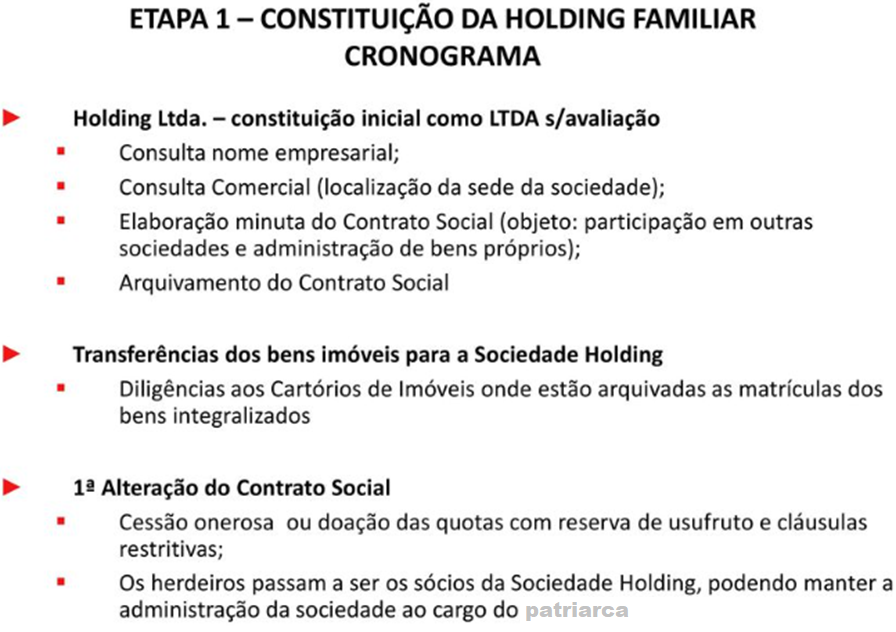 ETAPA 1 – CONSTITUIÇÃO DA HOLDING FAMILIAR
CRONOGRAMA
Holding Ltda. – constituição inicial como LTDA s/avaliação
Consulta nome empresarial;
Consulta Comercial (localização da sede da sociedade);
Elaboração minuta do Contrato Social (objeto: participação em outras
sociedades e administração de bens próprios);
Arquivamento do Contrato Social
Transferências dos bens imóveis para a Sociedade Holding
Diligências aos Cartórios de Imóveis onde estão arquivadas as matrículas dos
bens integralizados
1ª Alteração do Contrato Social
Cessão onerosa ou doação das quotas com reserva de usufruto e cláusulas
restritivas;
Os herdeiros passam a ser os sócios da Sociedade Holding, podendo manter a
administração da sociedade ao cargo do patriarca